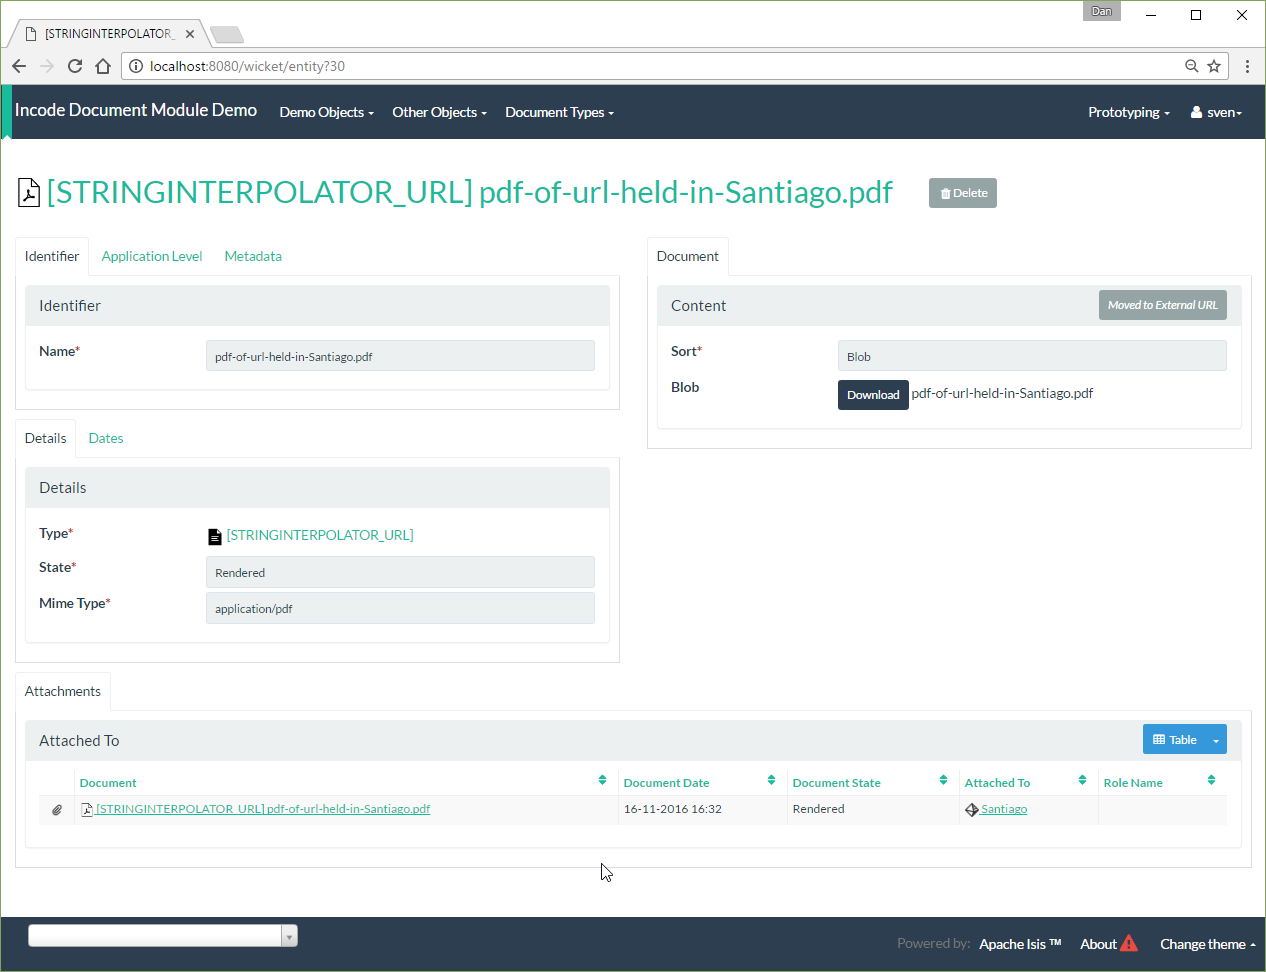 Dan
[STRINGINTERPOLATOR_
localhost:8080/wicket/entity?30
Incode Document Module Demo Demo Objects Other Objects Document Types Prototyping sven
[STRINGINTERPOLATOR_URL] pdf-of-url-held-in-Santiago.pdf Delete
Identifier Application Level Metadata
Identifier
Name* pdf-of-url-held-in-Santiago.pdf
Document
Content Moved to External URL
Sort* Blob
Blob Download pdf-of-url-held-in-Santiago.pdf
Details Dates
Details
Type* [STRINGINTERPOLATOR_URL]
State* Rendered
Mime Type* application/pdf
Attachments
Attached To Table
Document Document Date Document State Attached To Role Name
[STRINGINTERPOLATOR_URL] pdf-of-url-held-in-Santiago.pdf 16-11-2016 16:32 Rendered Santiago
Powered by: Apache Isis ™ About Change theme